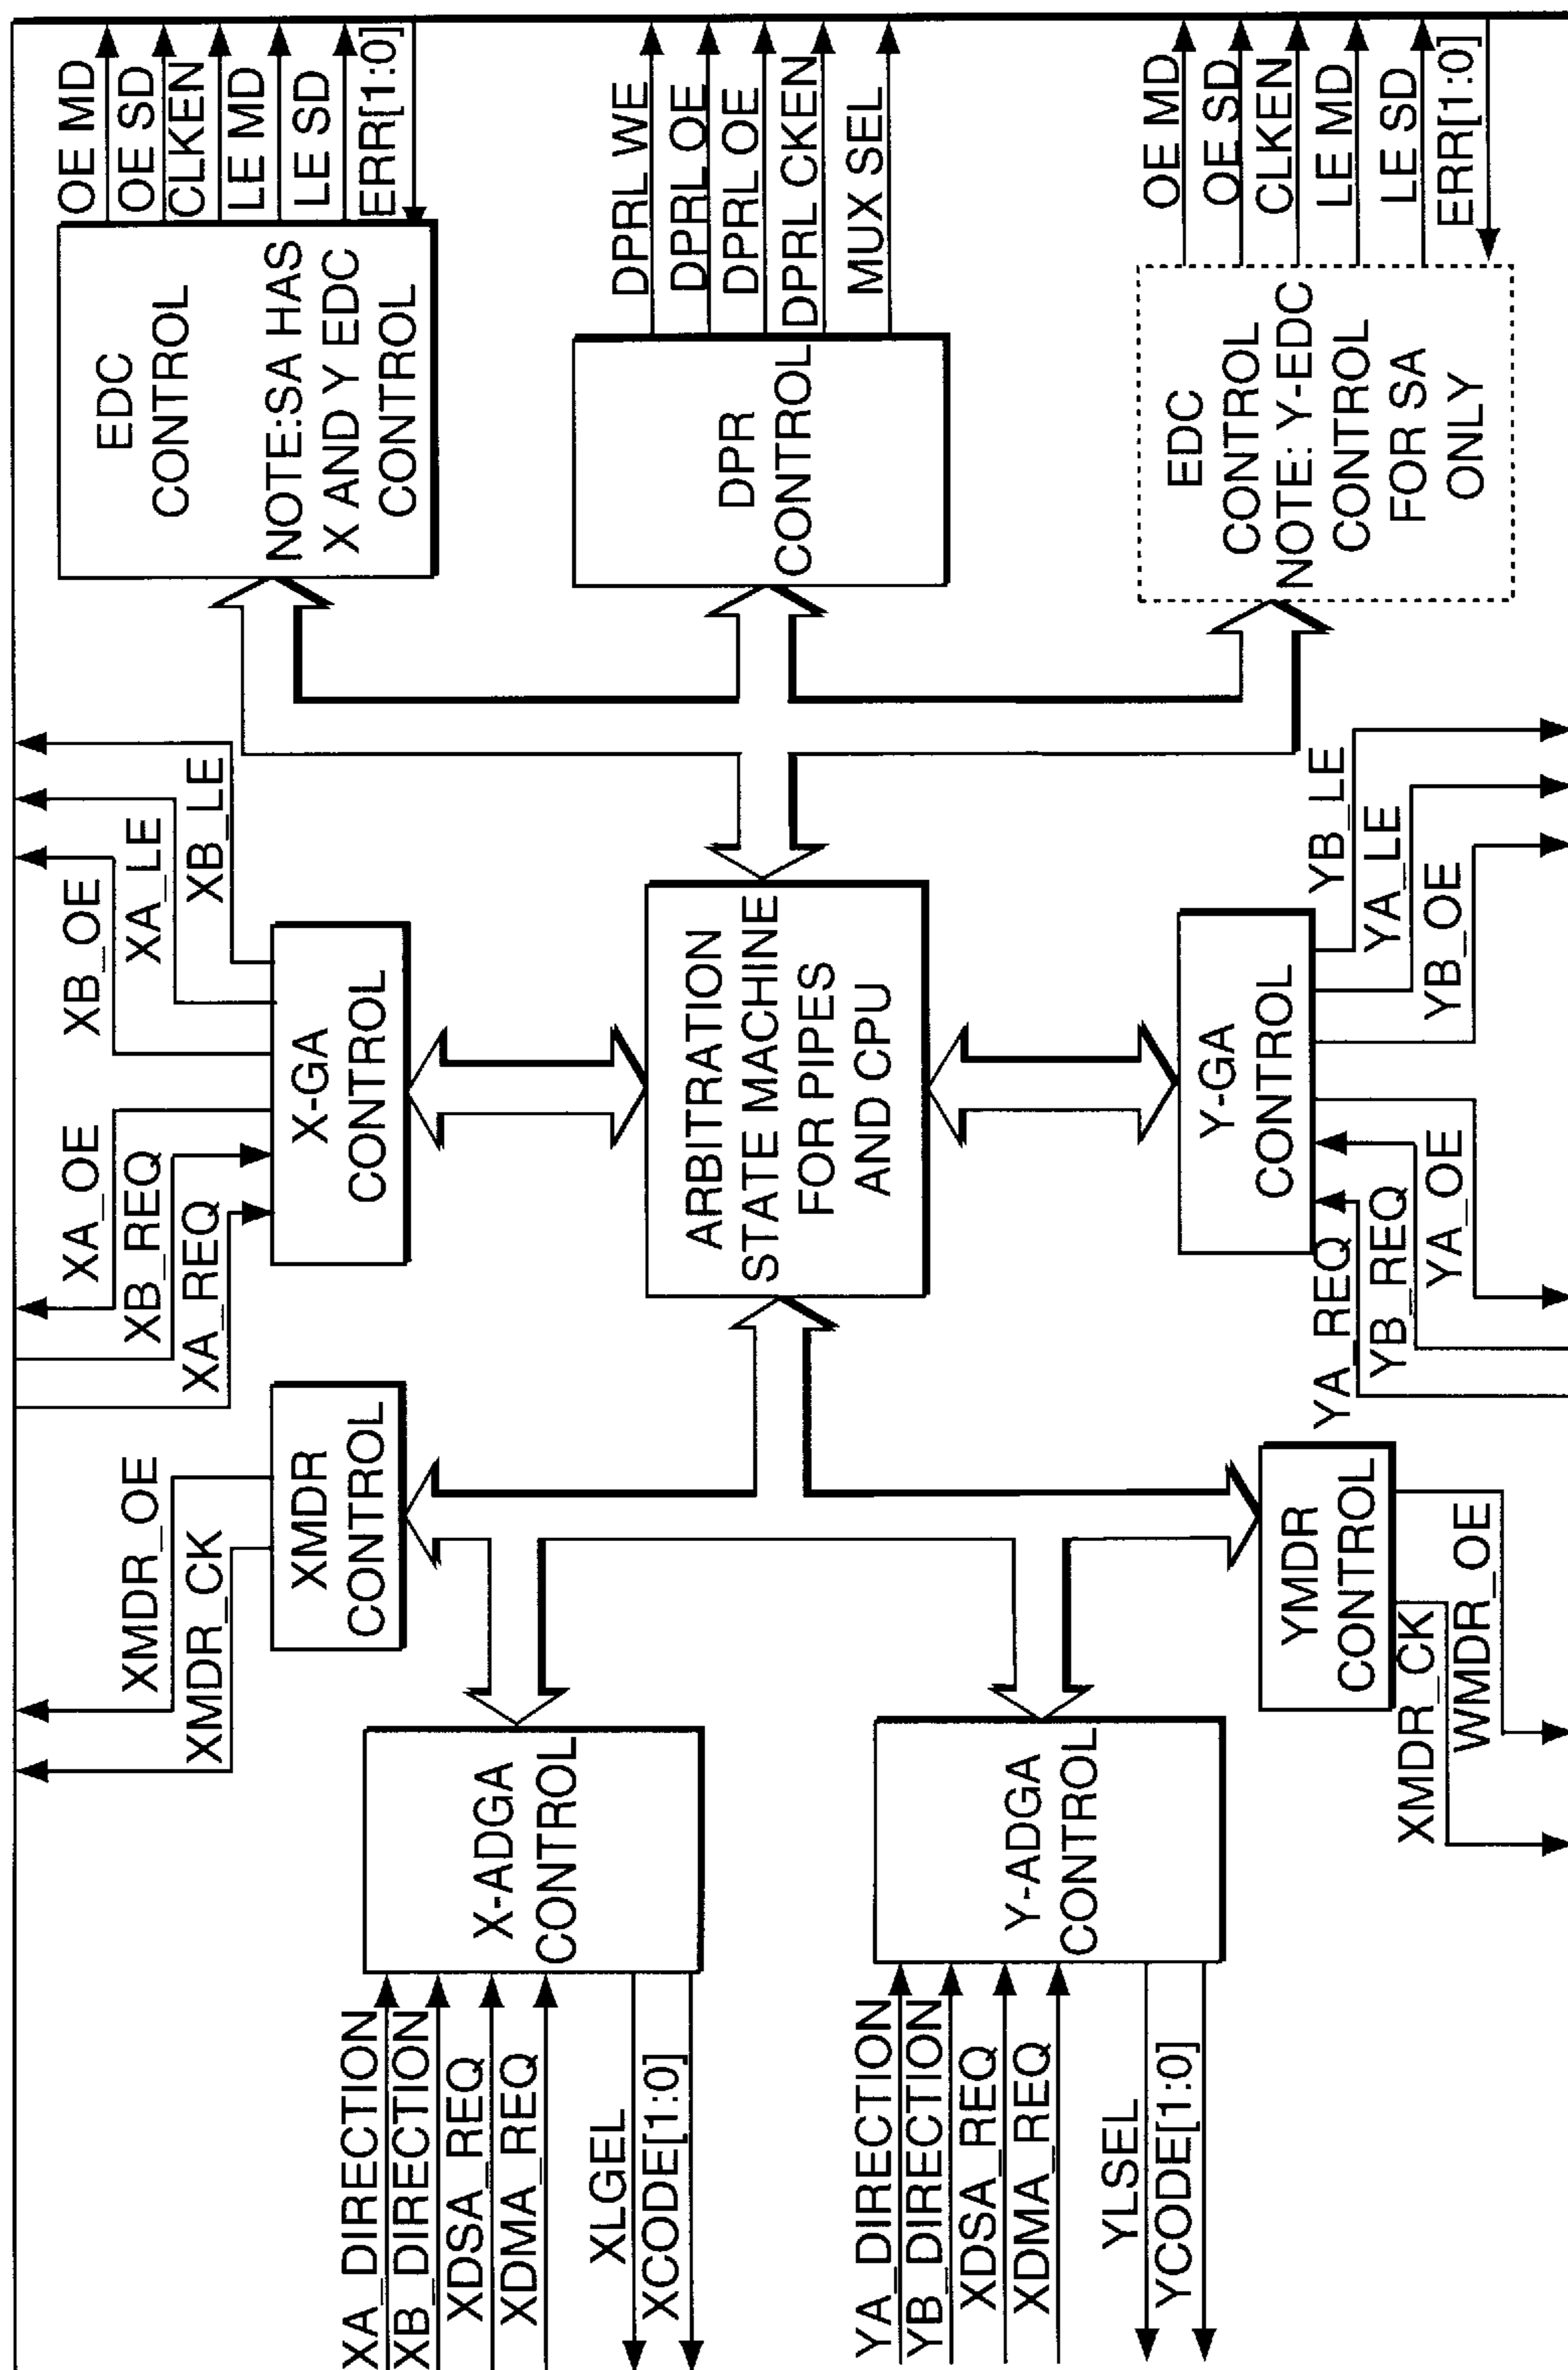 OE MD
OE SD
CLKEN
LE MD
LE SD
ERR[1:0]
EDC
CONTROL
NOTE:SA HAS
X AND Y EDC
CONTROL
DPRL WE
DPRL OE
DPRL OE
DPRL CKEN
MUX SEL
DPR
CONTROL
OE MD
OE SD
CLKEN
LE MD
LE SD
ERR[1:0]
EDC
CONTROL
NOTE: Y-EDC
CONTROL
FOR SA
ONLY
XB_OE
XA_LE
XB_LE
XA_OE
XB_REQ
XA_REQ
X-GA
CONTROL
ARBITRATION
STATE MACHINE
FOR PIPES
AND CPU
Y-GA
CONTROL
YB_LE
YA_LE
YB_OE
YA_REQ
YB_REQ
YA_OE
XMDR_OE
XMDR_CK
XMDR
CONTROL
YMDR
CONTROL
XMDR_CK
WMDR_OE
X-ADGA
CONTROL
Y-ADGA
CONTROL
XA_DIRECTION
XB_DIRECTION
XDSA_REQ
XDMA_REQ
XLGEL
XCODE[1:0]
YA_DIRECTION
YB_DIRECTION
XDSA_REQ
XDMA_REQ
YLSEL
YCODE[1:0]